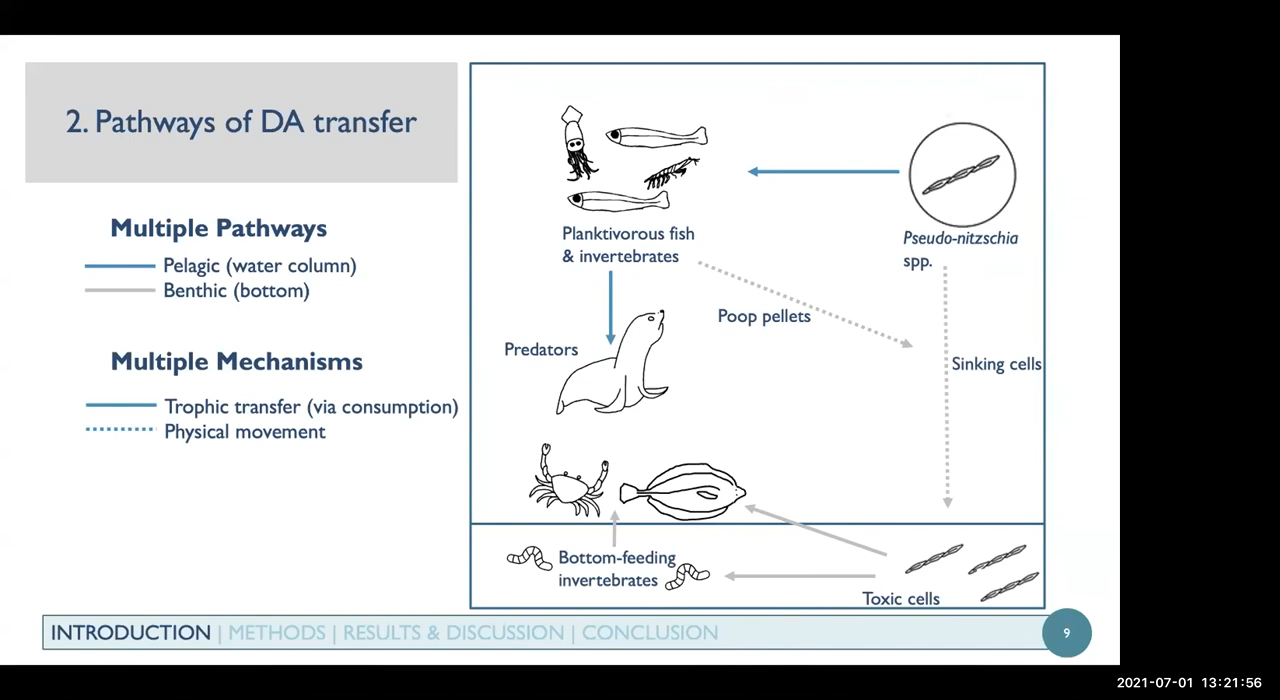 2. Pathways of DA transfer
Multiple Pathways
Pelagic (water column)
Benthic (bottom)
Multiple Mechanisms
Trophic transfer (via consumption)
Physical movement
Planktivorous fish
& invertebrates
Pseudo-nitzschia
spp.
Poop pellets
Predators
Sinking cells
Bottom-feeding
invertebrates
Toxic cells
INTRODUCTION | METHODS | RESULTS & DISCUSSION | CONCLUSION
9
2021-07-01 13:21:56